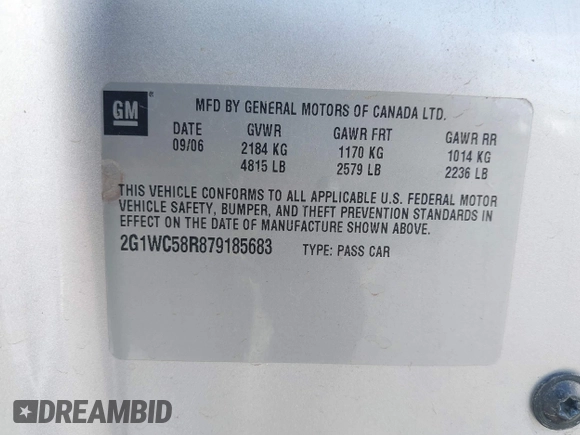 GM ®
MFD BY GENERAL MOTORS OF CANADA LTD.
DATE GVWR GAWR FRT GAWR RR
09/06 2184 KG 1170 KG 1014 KG
4815 LB 2579 LB 2236 LB
THIS VEHICLE CONFORMS TO ALL APPLICABLE U.S. FEDERAL MOTOR
VEHICLE SAFETY, BUMPER, AND THEFT PREVENTION STANDARDS IN
EFFECT ON THE DATE OF MANUFACTURE SHOWN ABOVE.
2G1WC58R879185683 TYPE: PASS CAR
DREAMBID